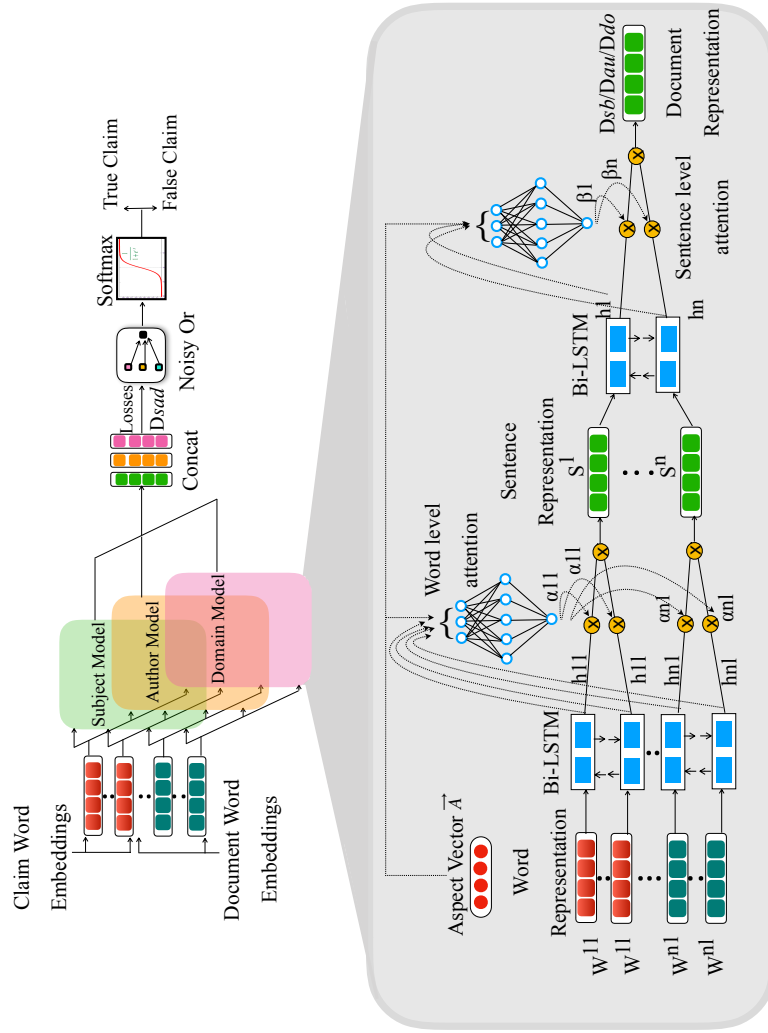 Claim Word
Embeddings
Document Word
Embeddings
Subject Model
Author Model
Domain Model
Concat
Losses
Dsad
Noisy Or
Softmax
True Claim
False Claim
Aspect Vector A
Word
Representation
W11
W11
Wn1
Wnl
Bi-LSTM
h11
h11
hn1
hnl
Word level
attention
α11
α11
αnl
αnl
Sentence
Representation
S1
Sn
Bi-LSTM
h1
hn
β1
βn
Sentence level
attention
Dsb/Dau/Ddo
Document
Representation